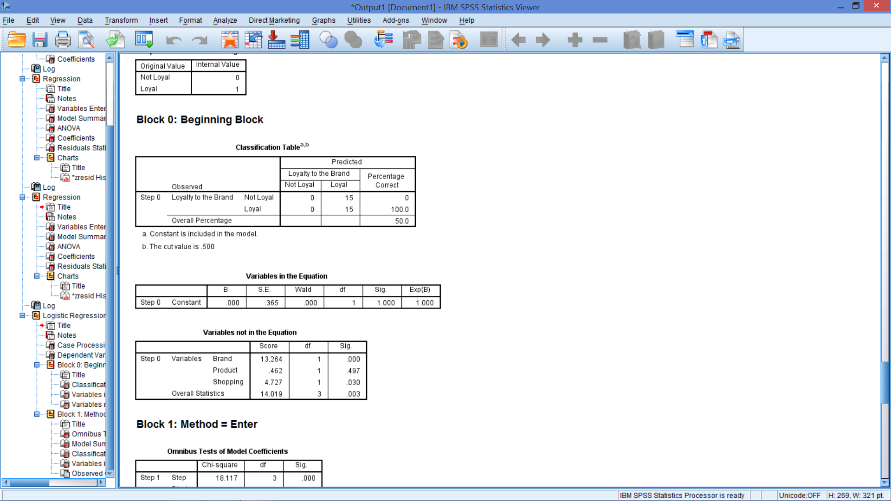 *Output1 [Document1] - IBM SPSS Statistics Viewer
File Edit View Data Transform Insert Format Analyze Direct Marketing Graphs Utilities Add-ons Window Help
Coefficients
Log
Regression
Title
Notes
Variables Enter
Model Summar
ANOVA
Coefficients
Residuals Stati
Charts
Title
*zresid His
Log
Regression
Title
Notes
Variables Enter
Model Summar
ANOVA
Coefficients
Residuals Stati
Charts
Title
*zresid His
Log
Logistic Regression
Title
Notes
Case Processi
Dependent Var
Block 0: Beginn
Title
Classificat
Variables i
Variables n
Block 1: Method
Title
Omnibus T
Model Sum
Classificat
Variables i
Observed
Original Value Internal Value
Not Loyal 0
Loyal 1
Block 0: Beginning Block
Classification Table a,b
Predicted
Loyalty to the Brand Percentage Correct
Observed Not Loyal Loyal
Step 0 Loyalty to the Brand Not Loyal 0 15 .0
Loyal 0 15 100.0
Overall Percentage 50.0
a. Constant is included in the model.
b. The cut value is .500
Variables in the Equation
B S.E. Wald df Sig. Exp(B)
Step 0 Constant .000 .365 .000 1 1.000 1.000
Variables not in the Equation
Score df Sig.
Step 0 Variables Brand 13.264 1 .000
Product .462 1 .497
Shopping 4.727 1 .030
Overall Statistics 14.019 3 .003
Block 1: Method = Enter
Omnibus Tests of Model Coefficients
Chi-square df Sig.
Step 1 Step 18.117 3 .000
IBM SPSS Statistics Processor is ready Unicode:OFF H: 269, W: 321 pt